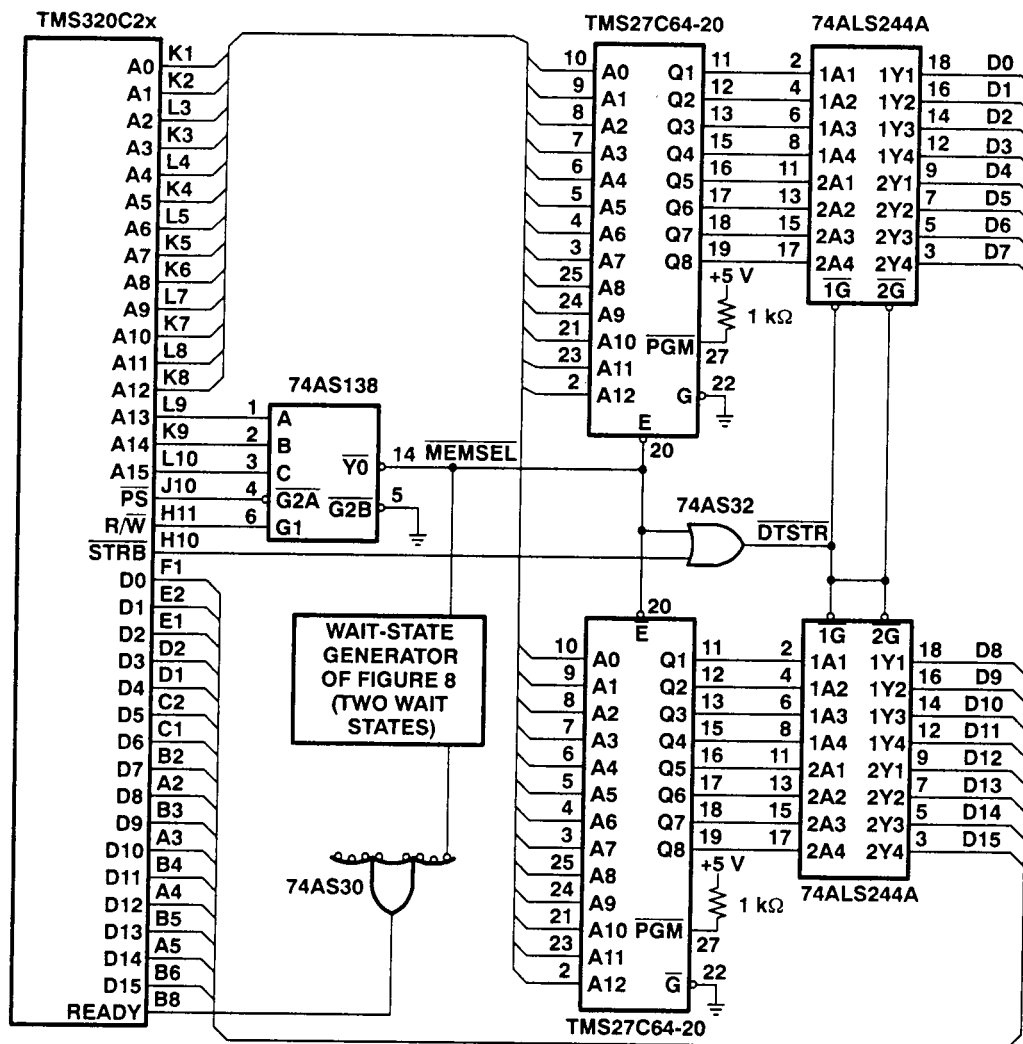 TMS320C2x
A0 K1
A1 K2
A2 L3
A3 K3
A4 L4
A5 K4
A6 L5
A7 K5
A8 K6
A9 L7
A10 K7
A11 L8
A12 K8
A13 L9
A14 K9
A15 L10
PS J10
R/W H11
STRB H10
D0 F1
D1 E2
D2 E1
D3 D2
D4 D1
D5 C2
D6 C1
D7 B2
D8 A2
D9 B3
D10 A3
D11 B4
D12 A4
D13 B5
D14 A5
D15 B6
READY B8
74AS138
1 A
2 B
3 C
4 G2A
6 G1
Y0 14
G2B 5
MEMSEL
WAIT-STATE
GENERATOR
OF FIGURE 8
(TWO WAIT
STATES)
74AS30
TMS27C64-20
10 A0 Q1 11
9 A1 Q2 12
8 A2 Q3 13
7 A3 Q4 15
6 A4 Q5 16
5 A5 Q6 17
4 A6 Q7 18
3 A7 Q8 19
25 A8
24 A9
21 A10 PGM 27
23 A11
2 A12 G 22
E
20
+5 V
1 kΩ
74ALS244A
2 1A1 1Y1 18 D0
4 1A2 1Y2 16 D1
6 1A3 1Y3 14 D2
8 1A4 1Y4 12 D3
11 2A1 2Y1 9 D4
13 2A2 2Y2 7 D5
15 2A3 2Y3 5 D6
17 2A4 2Y4 3 D7
1G 2G
74AS32
DTSTR
20
E
10 A0 Q1 11
9 A1 Q2 12
8 A2 Q3 13
7 A3 Q4 15
6 A4 Q5 16
5 A5 Q6 17
4 A6 Q7 18
3 A7 Q8 19
25 A8
24 A9
21 A10 PGM 27
23 A11
2 A12 G 22
+5 V
1 kΩ
TMS27C64-20
1G 2G
2 1A1 1Y1 18 D8
4 1A2 1Y2 16 D9
6 1A3 1Y3 14 D10
8 1A4 1Y4 12 D11
11 2A1 2Y1 9 D12
13 2A2 2Y2 7 D13
15 2A3 2Y3 5 D14
17 2A4 2Y4 3 D15
74ALS244A